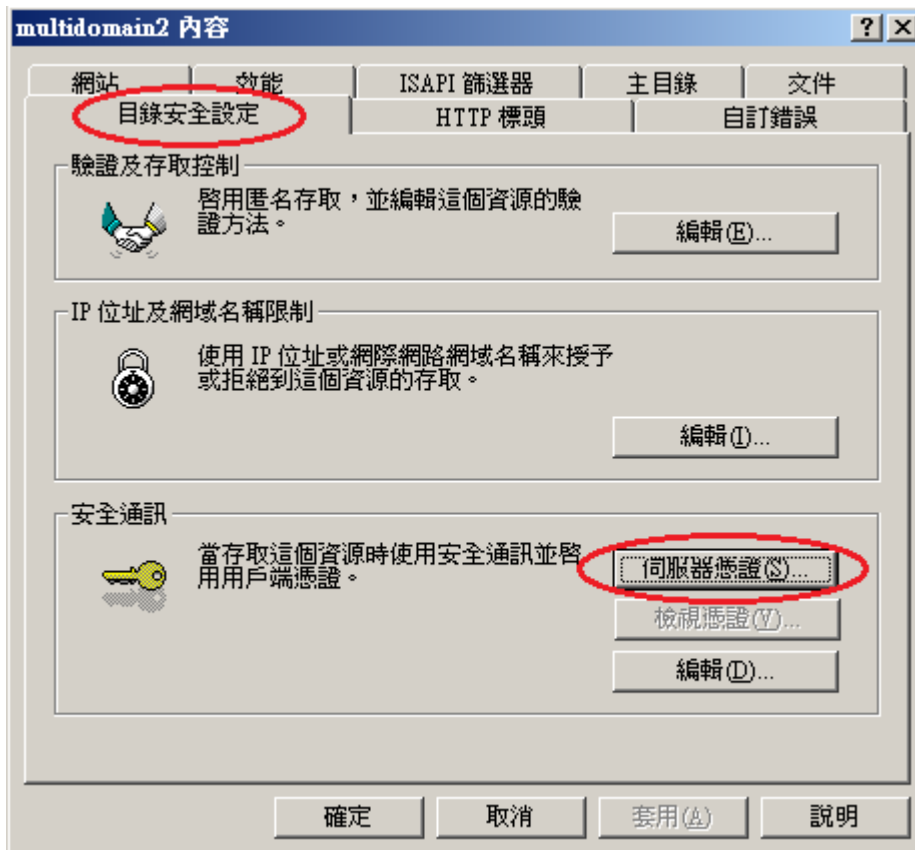 multidomain2 內容
網站 效能 ISAPI 篩選器 主目錄 文件
目錄安全設定 HTTP 標頭 自訂錯誤
驗證及存取控制
啓用匿名存取，並編輯這個資源的驗
證方法。
編輯(E)...
IP 位址及網域名稱限制
使用 IP 位址或網際網路網域名稱來授予
或拒絕到這個資源的存取。
編輯(I)...
安全通訊
當存取這個資源時使用安全通訊並啓
用用戶端憑證。
伺服器憑證(S)...
檢視憑證(V)...
編輯(D)...
確定 取消 套用(A) 說明